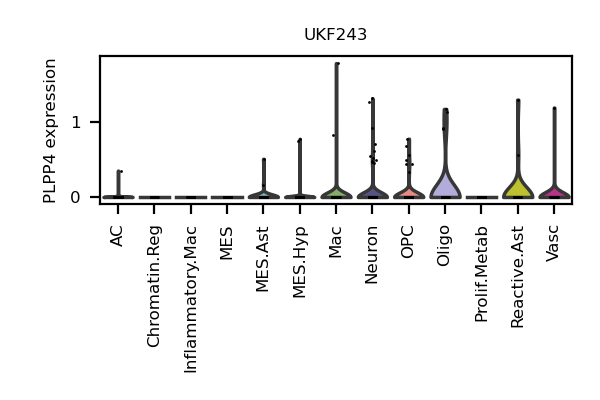 UKF243
PLPP4 expression
1
0
AC
Chromatin.Reg
Inflammatory.Mac
MES
MES.Ast
MES.Hyp
Mac
Neuron
OPC
Oligo
Prolif.Metab
Reactive.Ast
Vasc